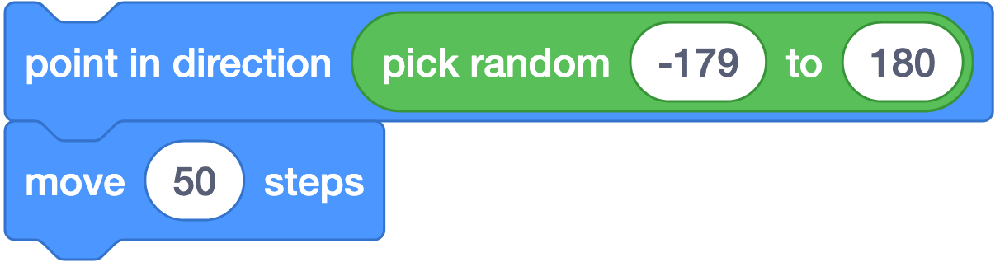 point in direction pick random -179 to 180
move 50 steps